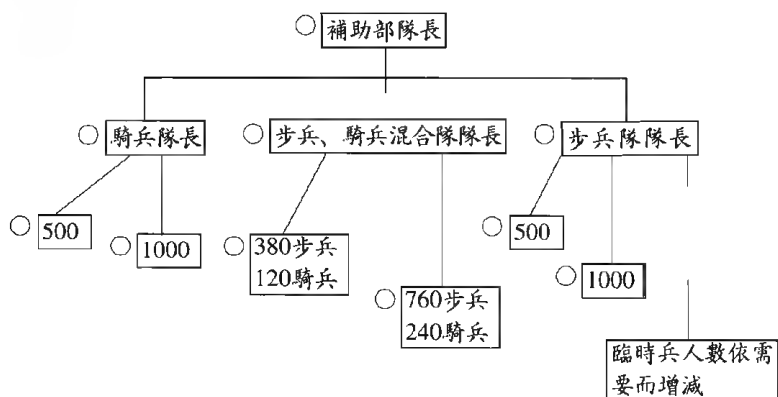 補助部隊長
騎兵隊長
步兵、騎兵混合隊隊長
步兵隊隊長
500
1000
380步兵
120騎兵
760步兵
240騎兵
500
1000
臨時兵人數依需
要而增減